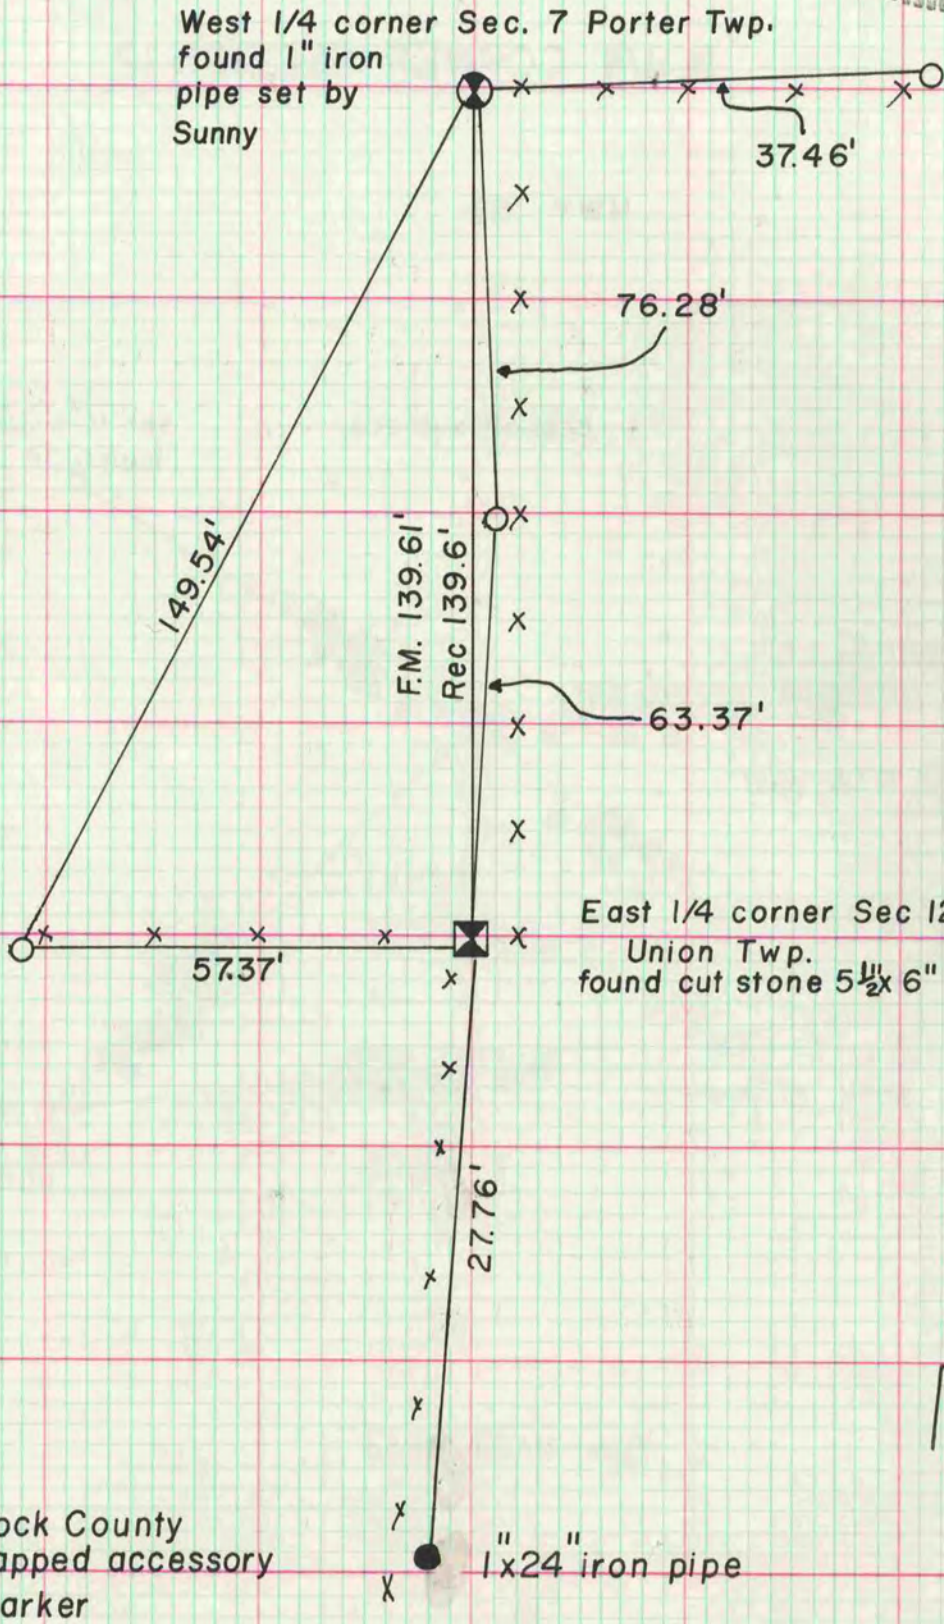 West 1/4 corner Sec. 7 Porter Twp.
found 1" iron
pipe set by
Sunny
37.46'
76.28'
149.54'
F.M. 139.61'
Rec 139.6'
63.37'
East 1/4 corner Sec 12
Union Twp.
found cut stone 5½"x 6"
57.37'
27.76'
ock County
apped accessory
arker
1"x24" iron pipe